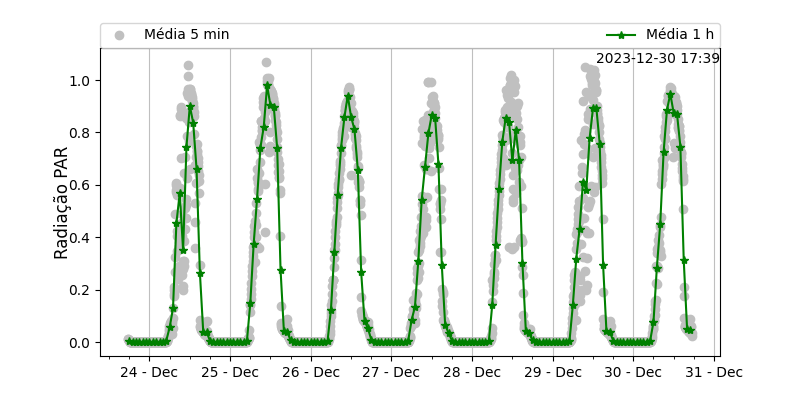 Média 5 min
Média 1 h
2023-12-30 17:39
Radiação PAR
1.0
0.8
0.6
0.4
0.2
0.0
24 - Dec
25 - Dec
26 - Dec
27 - Dec
28 - Dec
29 - Dec
30 - Dec
31 - Dec